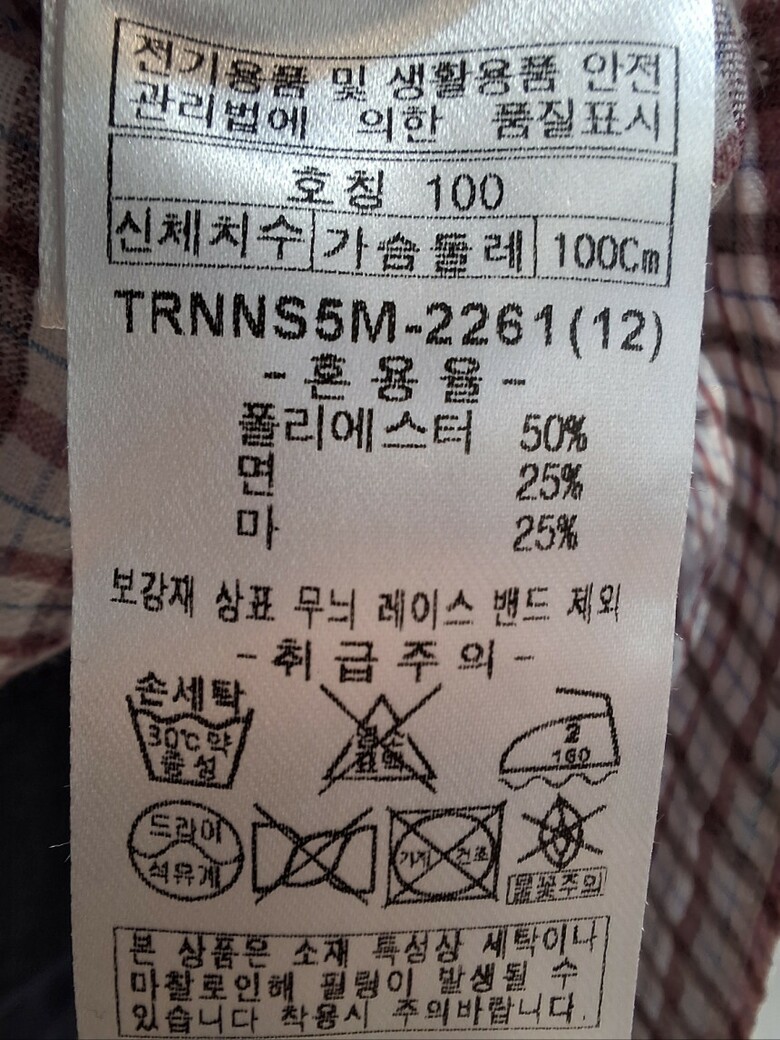 전기용품 및 생활용품 안전
관리법에 의한 품질표시
호칭 100
신체치수 가슴둘레 100Cm
TRNNS5M-2261(12)
-혼용율-
폴리에스터 50%
면 25%
마 25%
보강재 상표 무늬 레이스 밴드 제외
-취급주의-
손세탁
30℃ 약
중성
염소
표백
2
160
드라이
석유계
기계 건조
불꽃주의
본 상품은 소재 특성상 세탁이나
마찰로인해 필링이 발생될 수
있습니다 착용시 주의바랍니다.